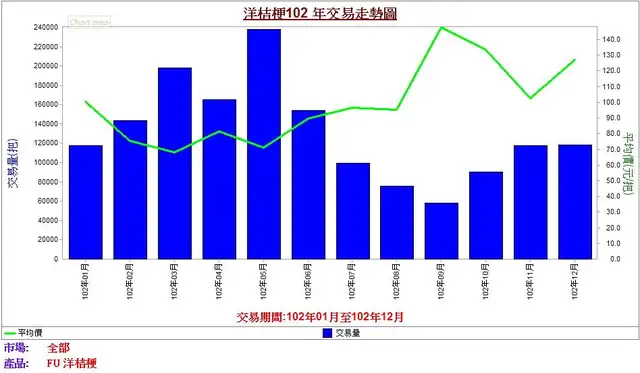 洋桔梗102 年交易走勢圖
Chart area
240000
220000
200000
180000
160000
140000
120000
100000
80000
60000
40000
20000
0
交易量(把)
140.0
130.0
120.0
110.0
100.0
90.0
80.0
70.0
60.0
50.0
40.0
30.0
20.0
10.0
0.0
平均價(元/把)
102年01月
102年02月
102年03月
102年04月
102年05月
102年06月
102年07月
102年08月
102年09月
102年10月
102年11月
102年12月
交易期間:102年01月至102年12月
平均價 交易量
市場: 全部
產品: FU 洋桔梗